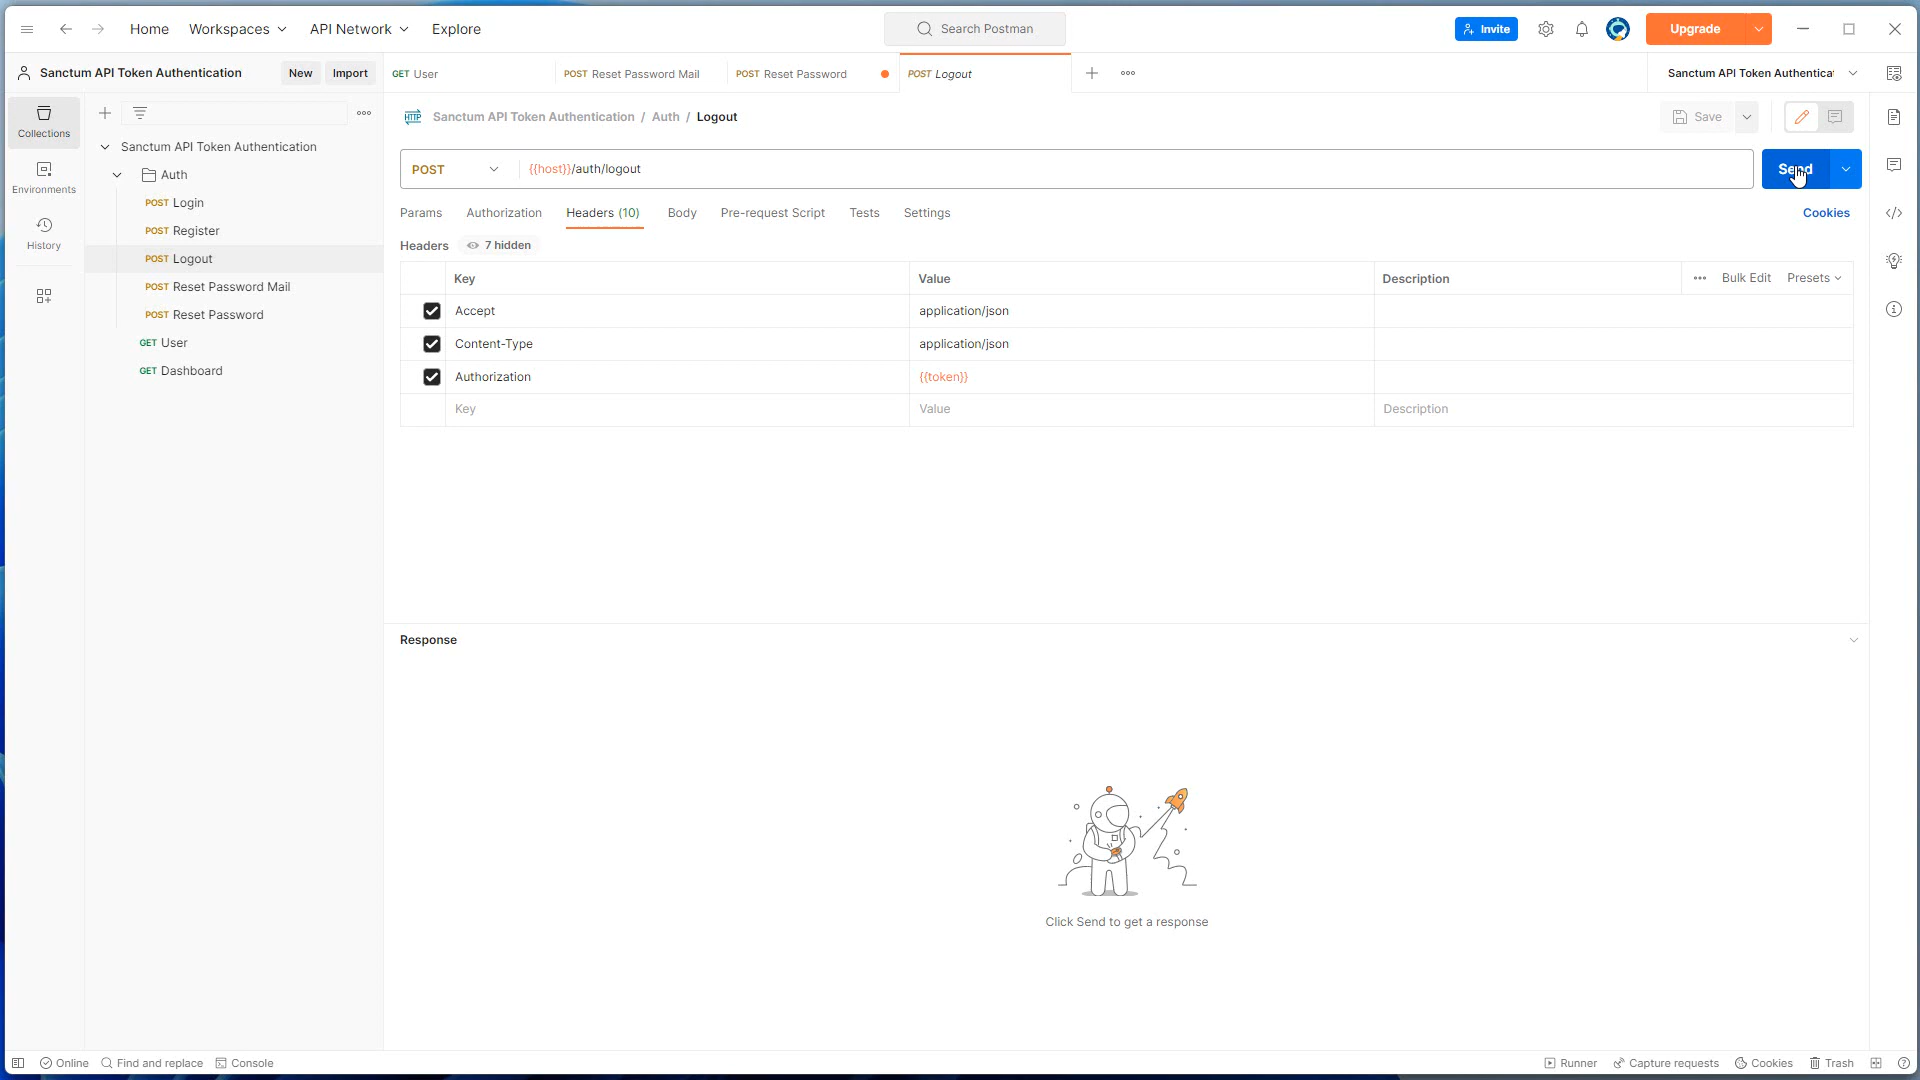 Home Workspaces API Network Explore Search Postman Invite Upgrade
Sanctum API Token Authentication New Import GET User POST Reset Password Mail POST Reset Password POST Logout Sanctum API Token Authenticat
Collections
Environments
History
Sanctum API Token Authentication
Auth
POST Login
POST Register
POST Logout
POST Reset Password Mail
POST Reset Password
GET User
GET Dashboard
HTTP Sanctum API Token Authentication / Auth / Logout Save
POST {{host}}/auth/logout Send
Params Authorization Headers (10) Body Pre-request Script Tests Settings Cookies
Headers 7 hidden
Key Value Description Bulk Edit Presets
Accept application/json
Content-Type application/json
Authorization {{token}}
Key Value Description
Response
Click Send to get a response
Online Find and replace Console Runner Capture requests Cookies Trash